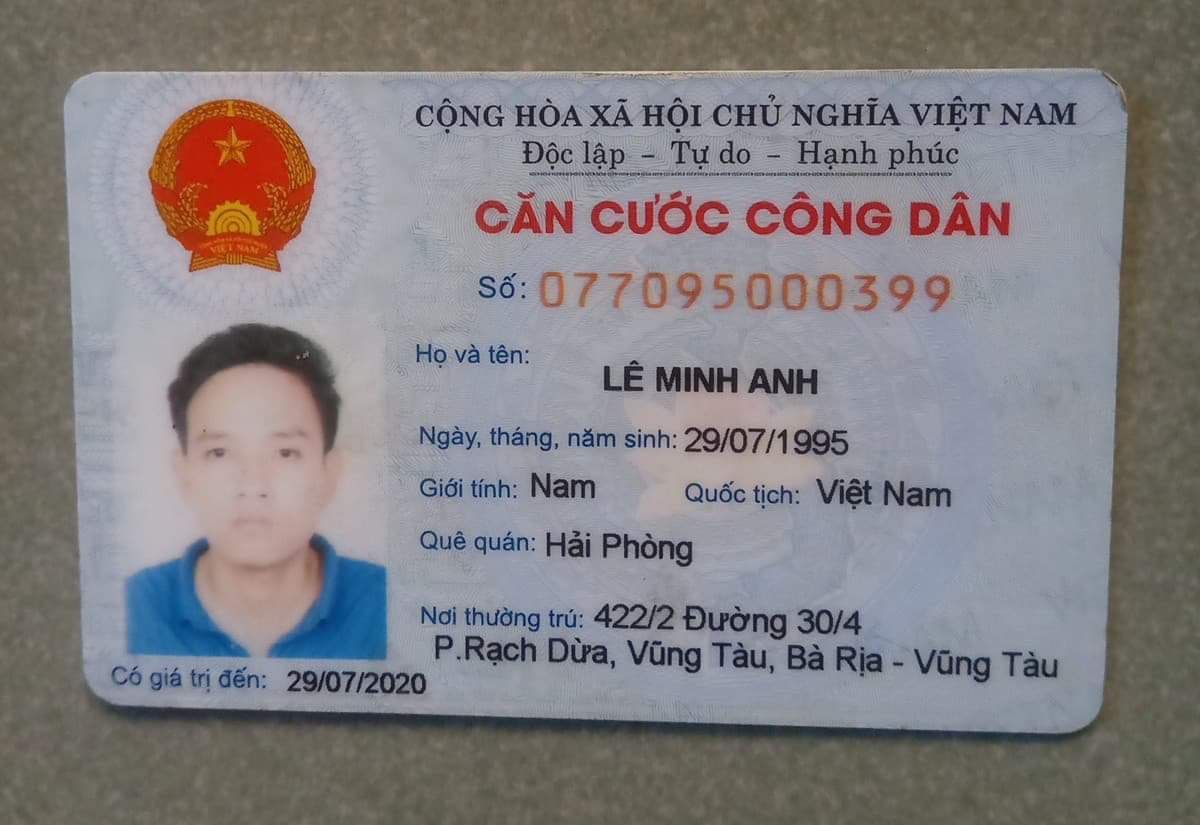 CỘNG HÒA XÃ HỘI CHỦ NGHĨA VIỆT NAM
Độc lập - Tự do - Hạnh phúc
CĂN CƯỚC CÔNG DÂN
Số: 077095000399
Họ và tên:
LÊ MINH ANH
Ngày, tháng, năm sinh: 29/07/1995
Giới tính: Nam Quốc tịch: Việt Nam
Quê quán: Hải Phòng
Nơi thường trú: 422/2 Đường 30/4
P.Rạch Dừa, Vũng Tàu, Bà Rịa - Vũng Tàu
Có giá trị đến: 29/07/2020
VIỆT NAM